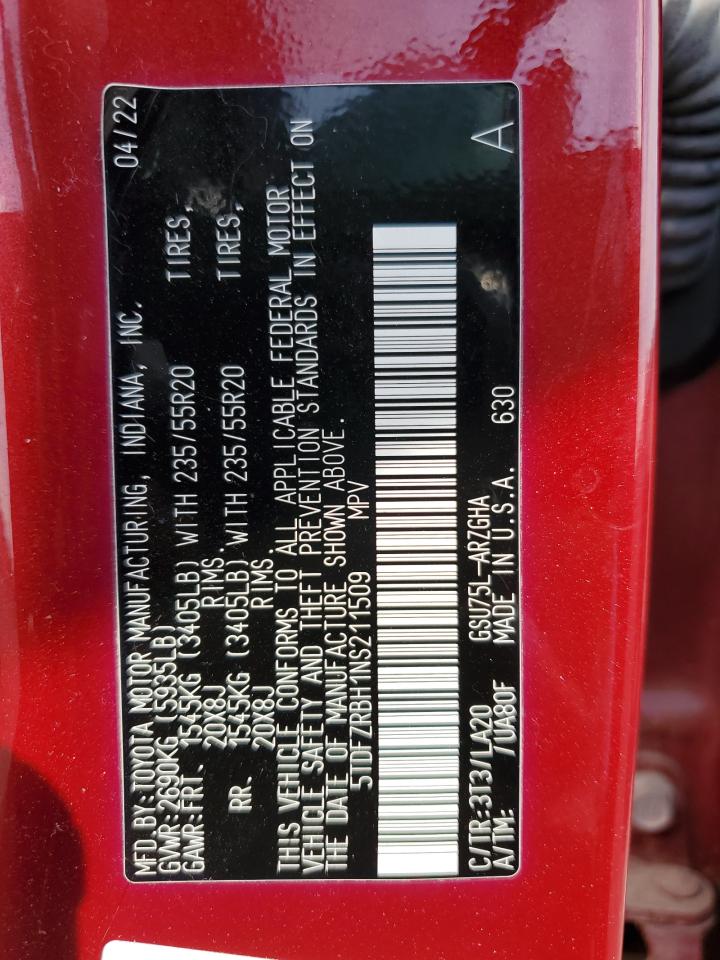 MFD.BY:TOYOTA MOTOR MANUFACTURING, INDIANA, INC. 04/22
GVWR:2690KG (5935LB)
GAWR:FRT. 1545KG (3405LB) WITH 235/55R20 TIRES,
20X8J RIMS.
RR. 1545KG (3405LB) WITH 235/55R20 TIRES,
20X8J RIMS.
THIS VEHICLE CONFORMS TO ALL APPLICABLE FEDERAL MOTOR
VEHICLE SAFETY AND THEFT PREVENTION STANDARDS IN EFFECT ON
THE DATE OF MANUFACTURE SHOWN ABOVE.
5TDFZRBH1NS211509 MPV
C/TR:3T3/LA20 GSU75L-ARZGHA
A/TM: /UA80F MADE IN U.S.A. 630 A